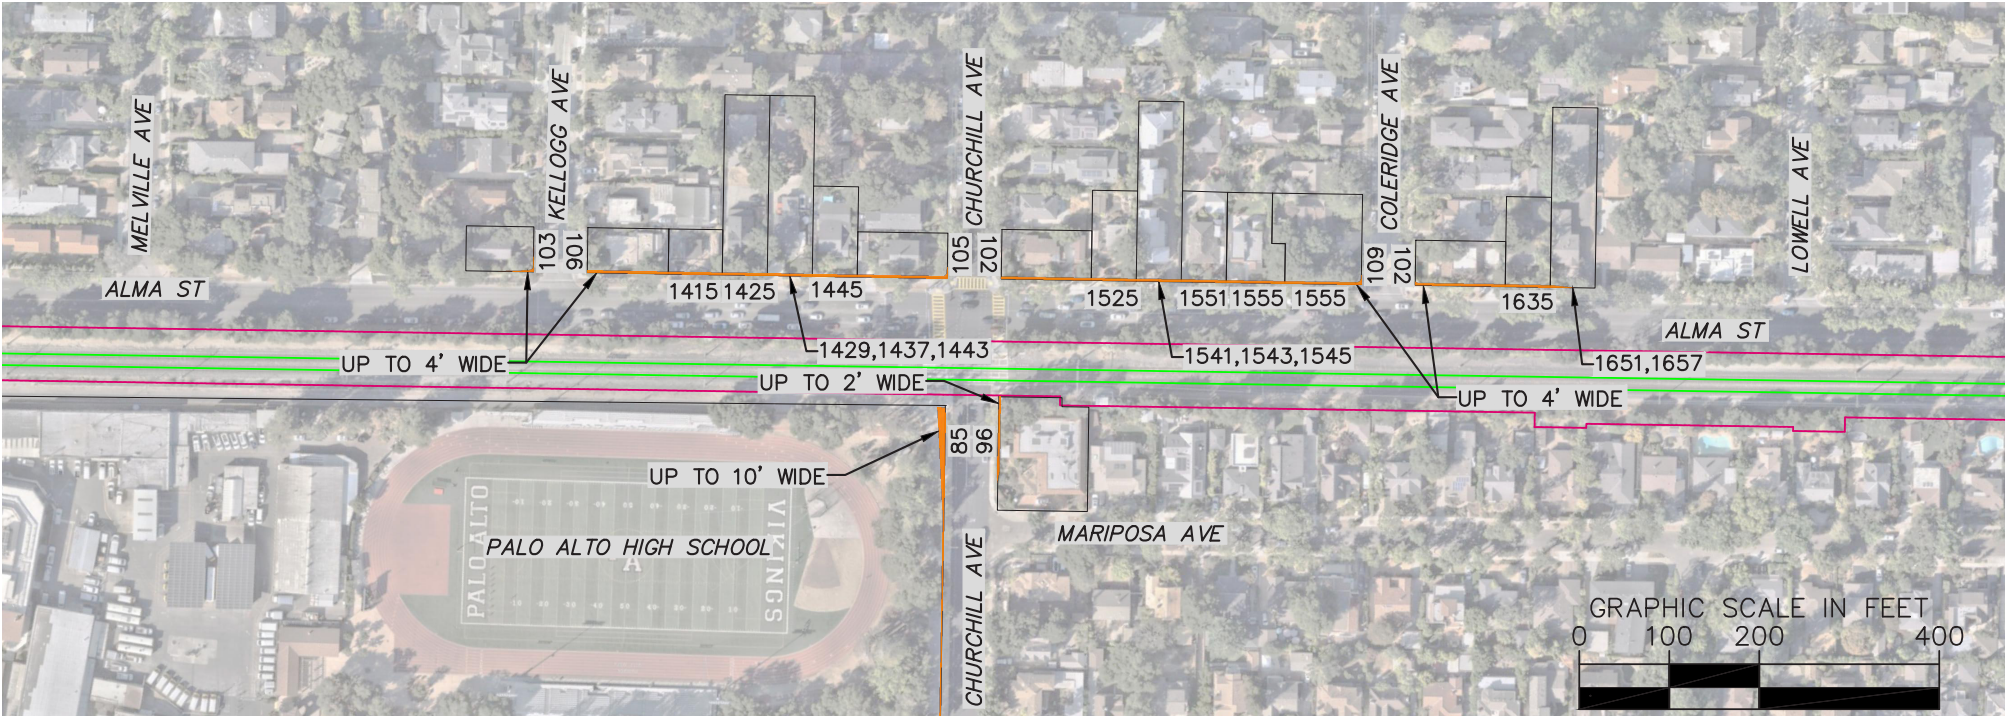 MELVILLE AVE
KELLOGG AVE
CHURCHILL AVE
COLERIDGE AVE
LOWELL AVE
103
106
105
102
609
102
ALMA ST
1415
1425
1445
1525
1551
1555
1555
1635
ALMA ST
UP TO 4' WIDE
1429,1437,1443
1541,1543,1545
1651,1657
UP TO 2' WIDE
UP TO 4' WIDE
85
96
UP TO 10' WIDE
PALO ALTO
VIKINGS
PALO ALTO HIGH SCHOOL
A
MARIPOSA AVE
CHURCHILL AVE
GRAPHIC SCALE IN FEET
0 100 200 400